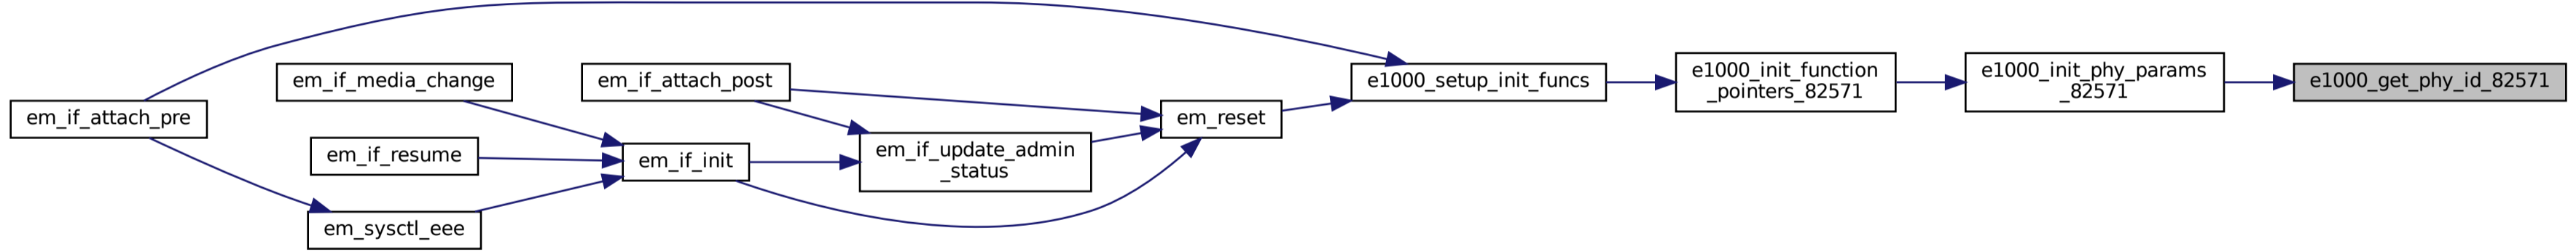 em_if_attach_pre
em_if_media_change
em_if_resume
em_sysctl_eee
em_if_attach_post
em_if_init
em_if_update_admin
_status
em_reset
e1000_setup_init_funcs
e1000_init_function
_pointers_82571
e1000_init_phy_params
_82571
e1000_get_phy_id_82571